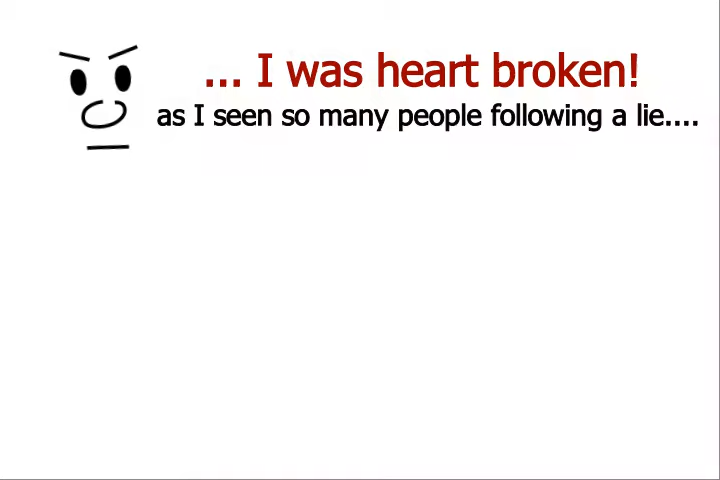 ... I was heart broken!
as I seen so many people following a lie....